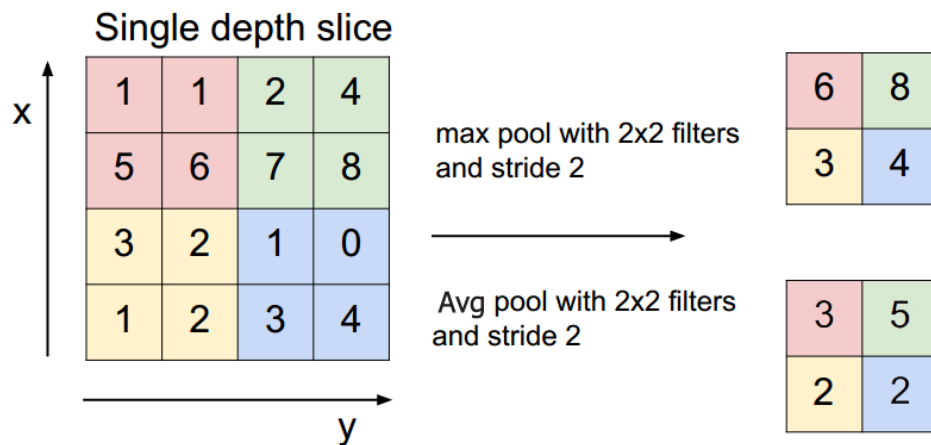 Single depth slice
x
1 1 2 4
5 6 7 8
3 2 1 0
1 2 3 4
y
max pool with 2x2 filters
and stride 2
Avg pool with 2x2 filters
and stride 2
6 8
3 4
3 5
2 2